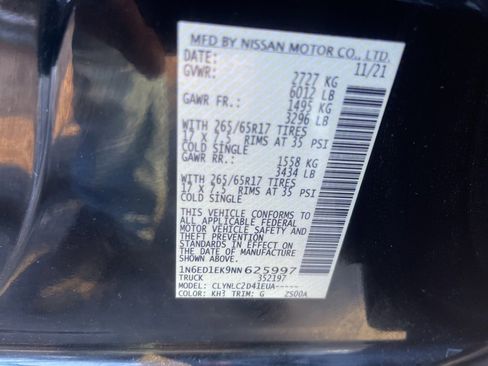 MFD BY NISSAN MOTOR CO., LTD.
DATE: 11/21
GVWR: 2727 KG
6012 LB
GAWR FR.: 1495 KG
3296 LB
WITH 265/65R17 TIRES
17 X 7.5 RIMS AT 35 PSI
COLD SINGLE
GAWR RR.: 1558 KG
3434 LB
WITH 265/65R17 TIRES
17 X 7.5 RIMS AT 35 PSI
COLD SINGLE
THIS VEHICLE CONFORMS TO
ALL APPLICABLE FEDERAL
MOTOR VEHICLE SAFETY AND
THEFT PREVENTION
STANDARDS IN EFFECT ON
THE DATE OF MANUFACTURE
SHOWN ABOVE.
1N6ED1EK9NN625997
TRUCK 352197
MODEL: CLYNLC2D41EUA-----
COLOR: KH3 TRIM: G 2500A